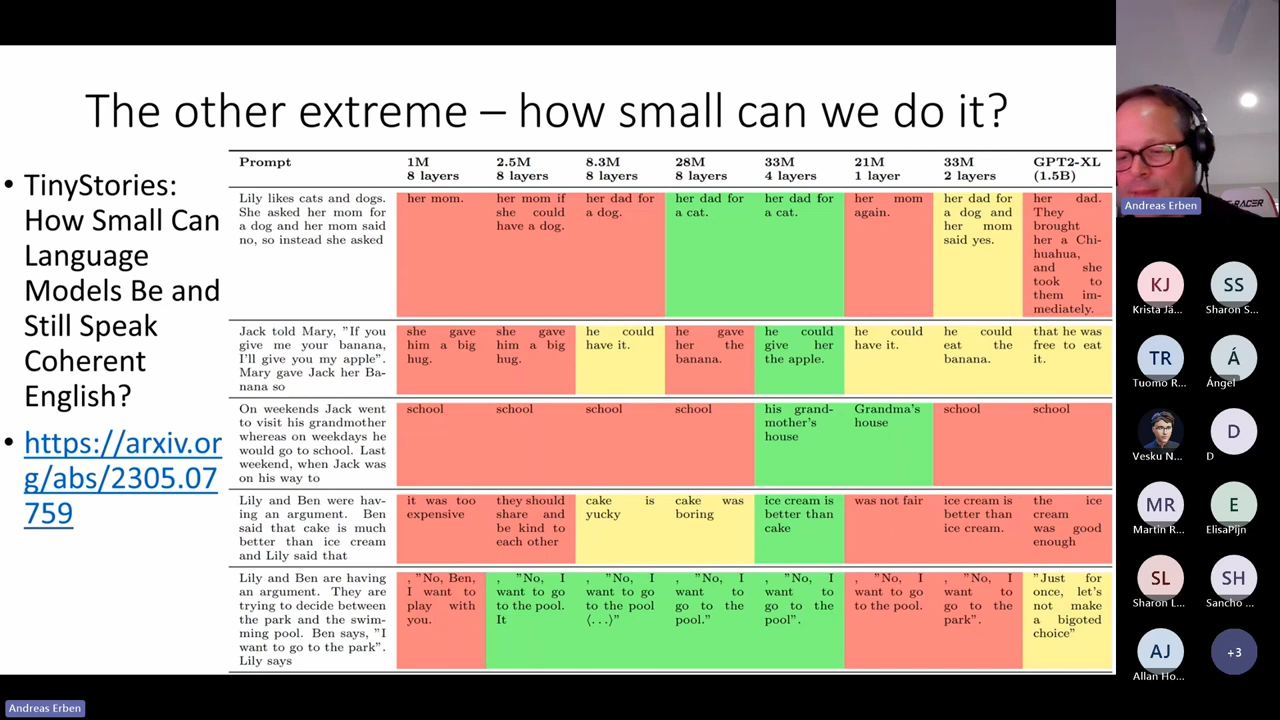 The other extreme – how small can we do it?
• TinyStories:
How Small Can
Language
Models Be and
Still Speak
Coherent
English?
• https://arxiv.or
g/abs/2305.07
759
Prompt
1M
8 layers
2.5M
8 layers
8.3M
8 layers
28M
8 layers
33M
4 layers
21M
1 layer
33M
2 layers
GPT2-XL
(1.5B)
Lily likes cats and dogs.
She asked her mom for
a dog and her mom said
no, so instead she asked
her mom.
her mom if
she could
have a dog.
her dad for
a dog.
her dad for
a cat.
her dad for
a cat.
her mom
again.
her dad for
a dog and
her mom
said yes.
her dad.
They
brought
her a Chi-
huahua,
and she
took to
them im-
mediately.
Jack told Mary, "If you
give me your banana,
I'll give you my apple".
Mary gave Jack her Ba-
nana so
she gave
him a big
hug.
she gave
him a big
hug.
he could
have it.
he gave
her the
banana.
he could
give her
the apple.
he could
have it.
he could
eat the
banana.
that he was
free to eat
it.
On weekends Jack went
to visit his grandmother
whereas on weekdays he
would go to school. Last
weekend, when Jack was
on his way to
school
school
school
school
his grand-
mother's
house
Grandma's
house
school
school
Lily and Ben were hav-
ing an argument. Ben
said that cake is much
better than ice cream
and Lily said that
it was too
expensive
they should
share and
be kind to
each other
cake is
yucky
cake was
boring
ice cream is
better than
cake
was not fair
ice cream is
better than
ice cream.
the ice
cream
was good
enough
Lily and Ben are having
an argument. They are
trying to decide between
the park and the swim-
ming pool. Ben says, "I
want to go to the park".
Lily says
, "No, Ben,
I want to
play with
you.
, "No, I
want to go
to the pool.
It
, "No, I
want to go
to the pool
⟨...⟩"
, "No, I
want to
go to the
pool."
, "No, I
want to
go to the
pool".
, "No, I
want to go
to the pool.
, "No, I
want to
go to the
park".
"Just for
once, let's
not make
a bigoted
choice"
Andreas Erben
KJ
Krista Jä...
SS
Sharon S...
TR
Tuomo R...
Á
Ángel
Vesku N...
D
D
MR
Martin R...
E
ElisaPijn
SL
Sharon L...
SH
Sancho ...
AJ
Allan Ho...
+3
Andreas Erben